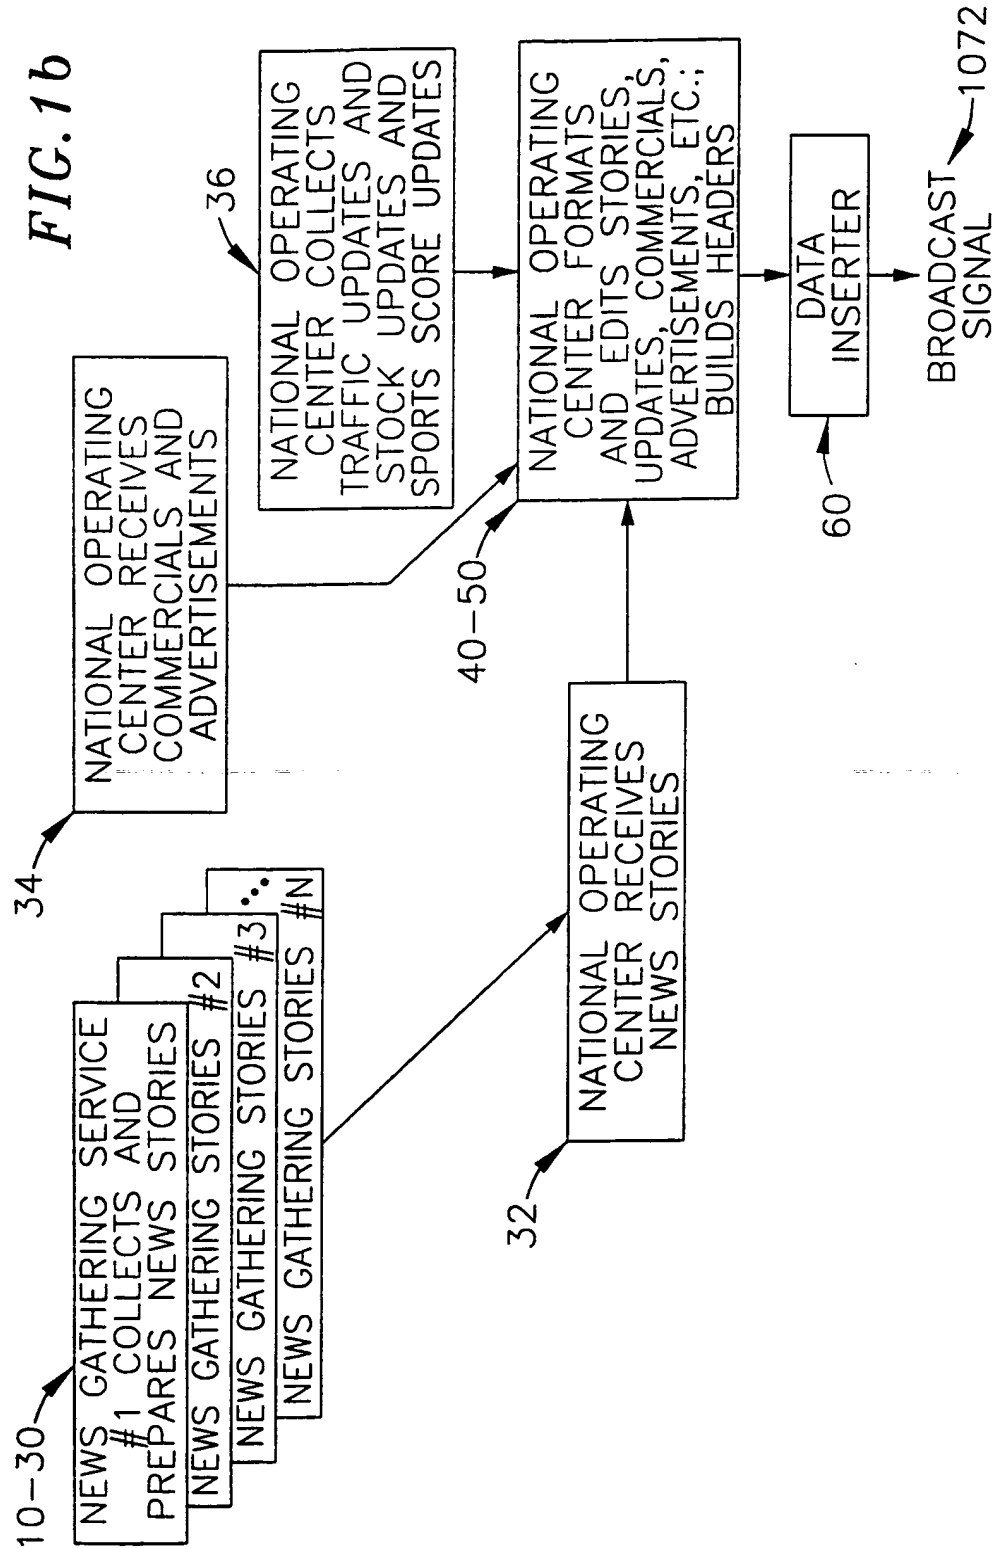 FIG.1b
10-30
NEWS GATHERING SERVICE
#1 COLLECTS AND
PREPARES NEWS STORIES
NEWS GATHERING STORIES #2
NEWS GATHERING STORIES #3
NEWS GATHERING STORIES #N
34
NATIONAL OPERATING
CENTER RECEIVES
COMMERCIALS AND
ADVERTISEMENTS
36
NATIONAL OPERATING
CENTER COLLECTS
TRAFFIC UPDATES AND
STOCK UPDATES AND
SPORTS SCORE UPDATES
32
NATIONAL OPERATING
CENTER RECEIVES
NEWS STORIES
40-50
NATIONAL OPERATING
CENTER FORMATS
AND EDITS STORIES,
UPDATES, COMMERCIALS,
ADVERTISEMENTS, ETC.;
BUILDS HEADERS
60
DATA
INSERTER
BROADCAST
SIGNAL
1072